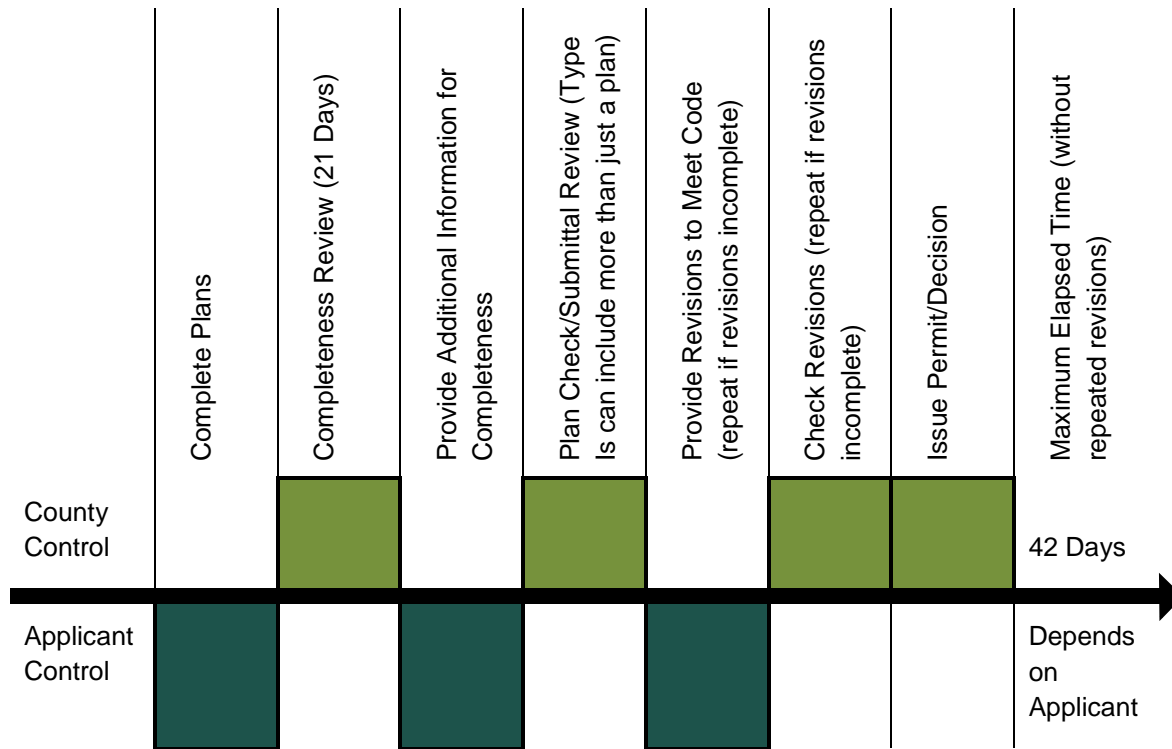 Complete Plans
Completeness Review (21 Days)
Provide Additional Information for
Completeness
Plan Check/Submittal Review (Type
Is can include more than just a plan)
Provide Revisions to Meet Code
(repeat if revisions incomplete)
Check Revisions (repeat if revisions
incomplete)
Issue Permit/Decision
Maximum Elapsed Time (without
repeated revisions)
County
Control
42 Days
Applicant
Control
Depends
on
Applicant